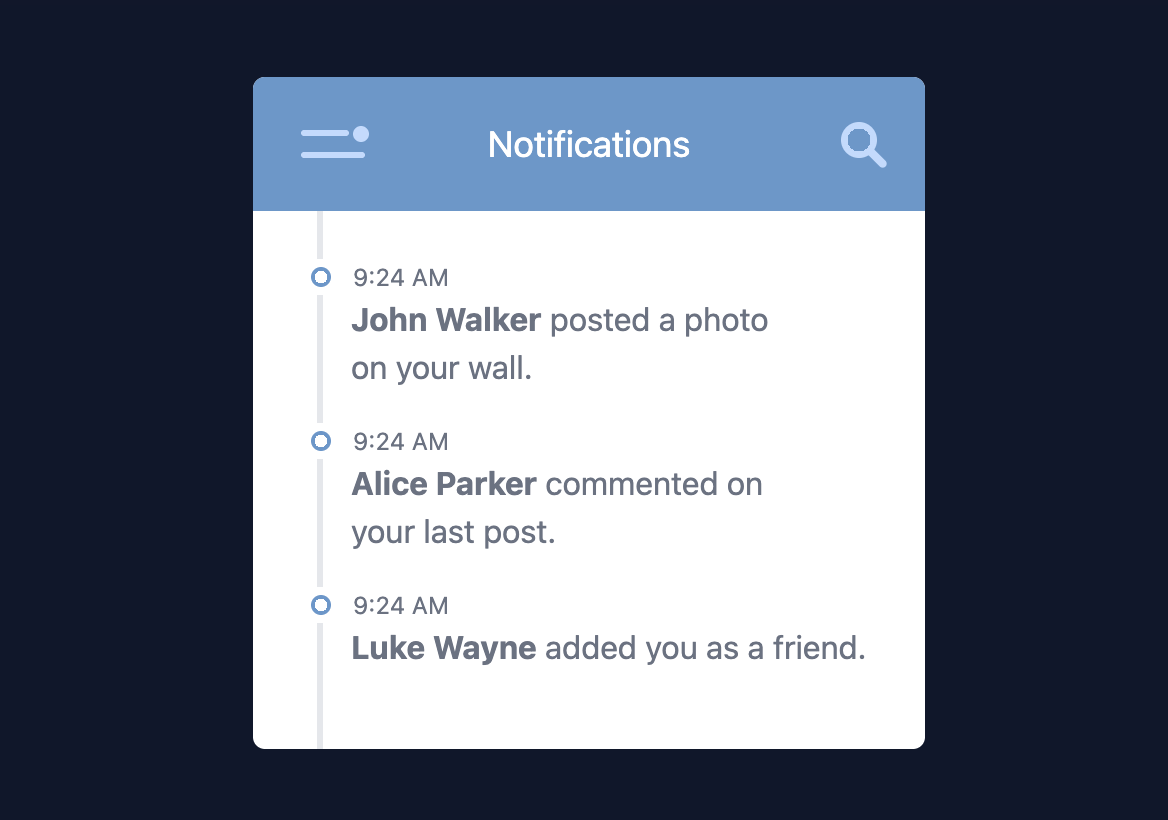 Notifications
9:24 AM
John Walker posted a photo
on your wall.
9:24 AM
Alice Parker commented on
your last post.
9:24 AM
Luke Wayne added you as a friend.